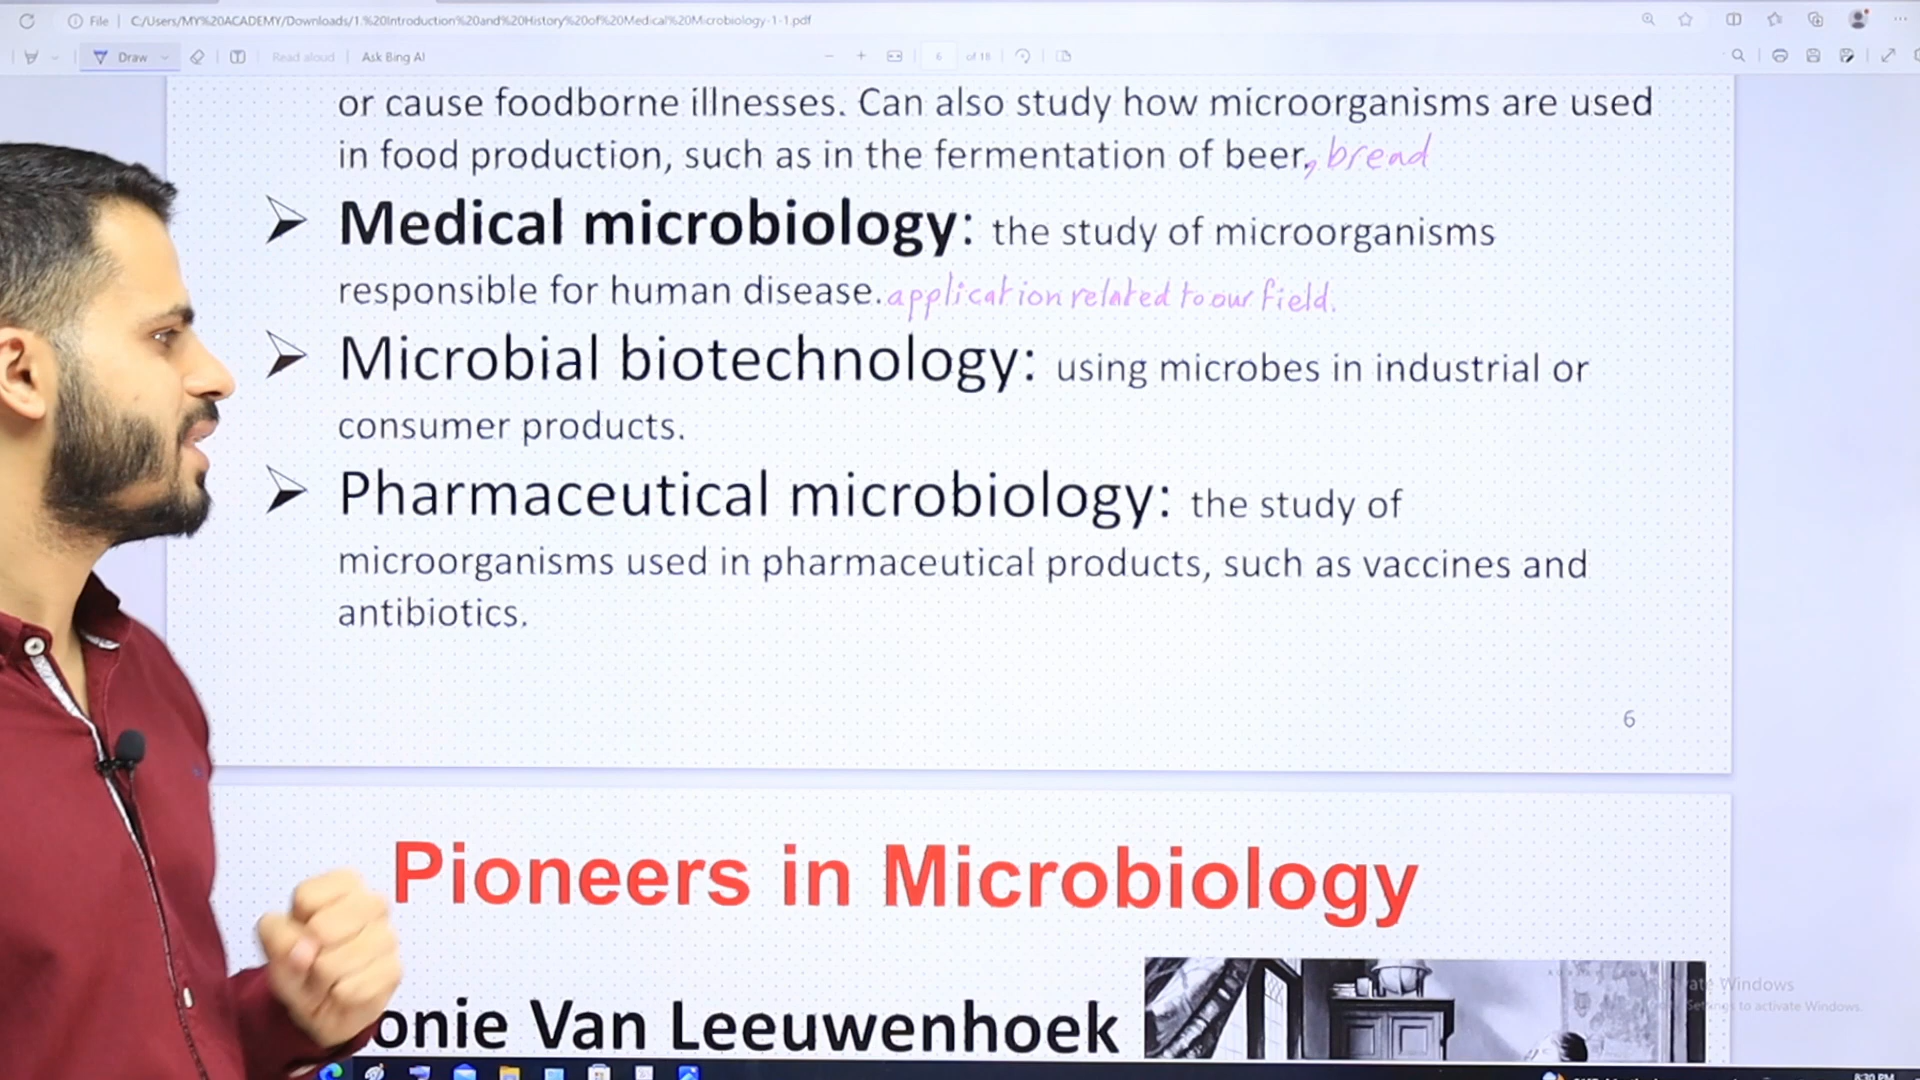 File | C:/Users/MY%20ACADEMY/Downloads/1.%20Introduction%20and%20History%20of%20Medical%20Microbiology-1-1.pdf
Draw Read aloud Ask Bing AI 6 of 18
or cause foodborne illnesses. Can also study how microorganisms are used
in food production, such as in the fermentation of beer, bread
Medical microbiology: the study of microorganisms
responsible for human disease. application related to our field.
Microbial biotechnology: using microbes in industrial or
consumer products.
Pharmaceutical microbiology: the study of
microorganisms used in pharmaceutical products, such as vaccines and
antibiotics.
6
Pioneers in Microbiology
onie Van Leeuwenhoek
Windows
to activate Windows.
8:30 PM